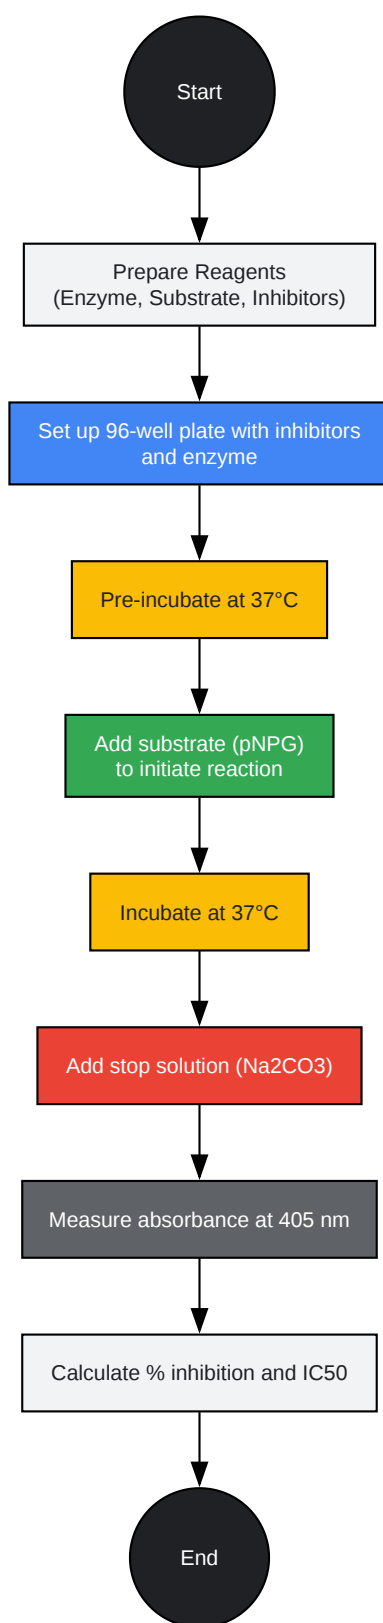 Start
Prepare Reagents
(Enzyme, Substrate, Inhibitors)
Set up 96-well plate with inhibitors
and enzyme
Pre-incubate at 37°C
Add substrate (pNPG)
to initiate reaction
Incubate at 37°C
Add stop solution (Na2CO3)
Measure absorbance at 405 nm
Calculate % inhibition and IC50
End